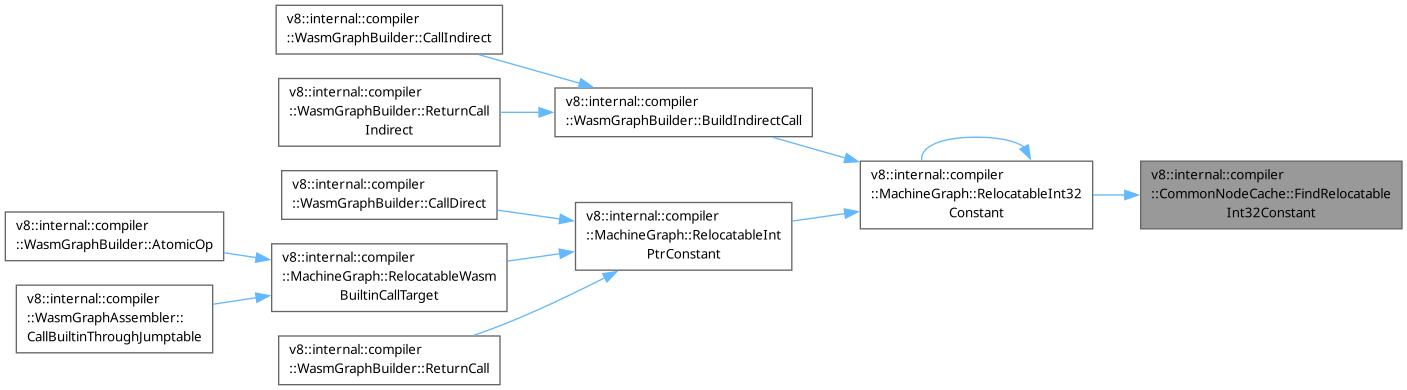 v8::internal::compiler
::WasmGraphBuilder::CallIndirect
v8::internal::compiler
::WasmGraphBuilder::ReturnCall
Indirect
v8::internal::compiler
::WasmGraphBuilder::BuildIndirectCall
v8::internal::compiler
::MachineGraph::RelocatableInt32
Constant
v8::internal::compiler
::CommonNodeCache::FindRelocatable
Int32Constant
v8::internal::compiler
::WasmGraphBuilder::CallDirect
v8::internal::compiler
::MachineGraph::RelocatableInt
PtrConstant
v8::internal::compiler
::WasmGraphBuilder::AtomicOp
v8::internal::compiler
::MachineGraph::RelocatableWasm
BuiltinCallTarget
v8::internal::compiler
::WasmGraphAssembler::
CallBuiltinThroughJumptable
v8::internal::compiler
::WasmGraphBuilder::ReturnCall